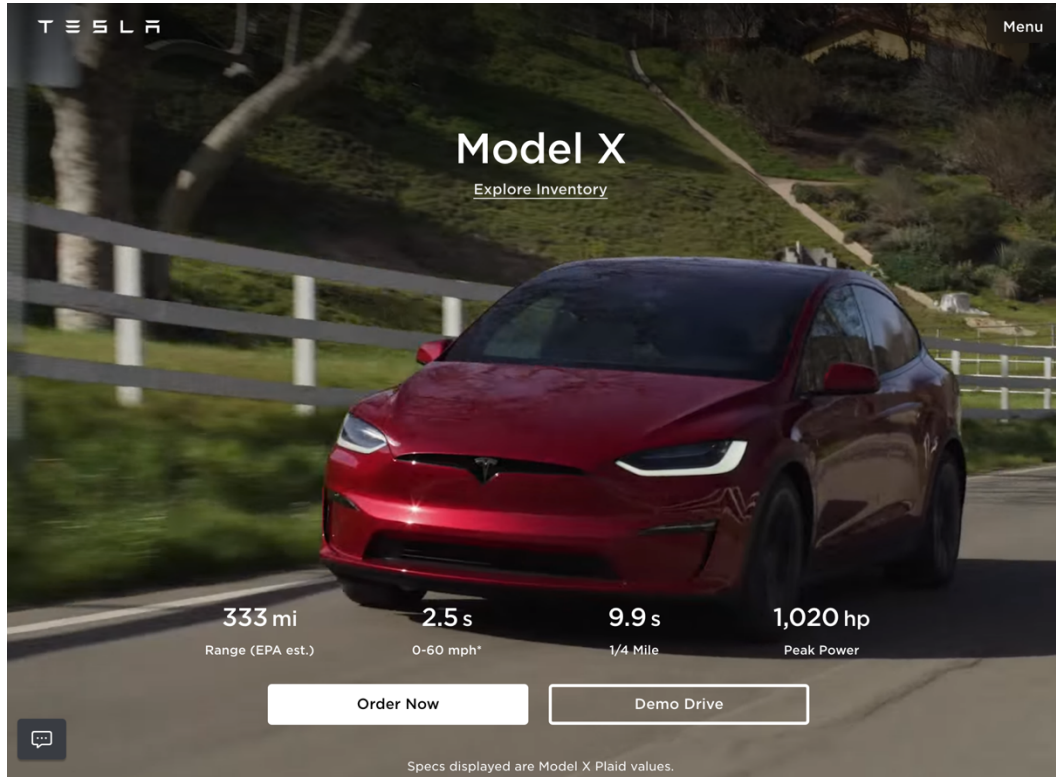 TESLA
Menu
Model X
Explore Inventory
333 mi
2.5 s
9.9 s
1,020 hp
Range (EPA est.)
0-60 mph*
1/4 Mile
Peak Power
Order Now
Demo Drive
Specs displayed are Model X Plaid values.